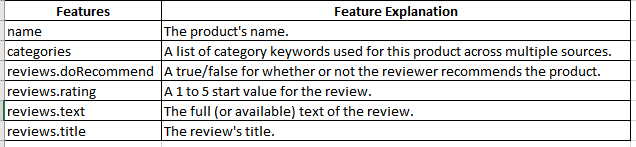 Features Feature Explanation
name The product's name.
categories A list of category keywords used for this product across multiple sources.
reviews.doRecommend A true/false for whether or not the reviewer recommends the product.
reviews.rating A 1 to 5 start value for the review.
reviews.text The full (or available) text of the review.
reviews.title The review's title.